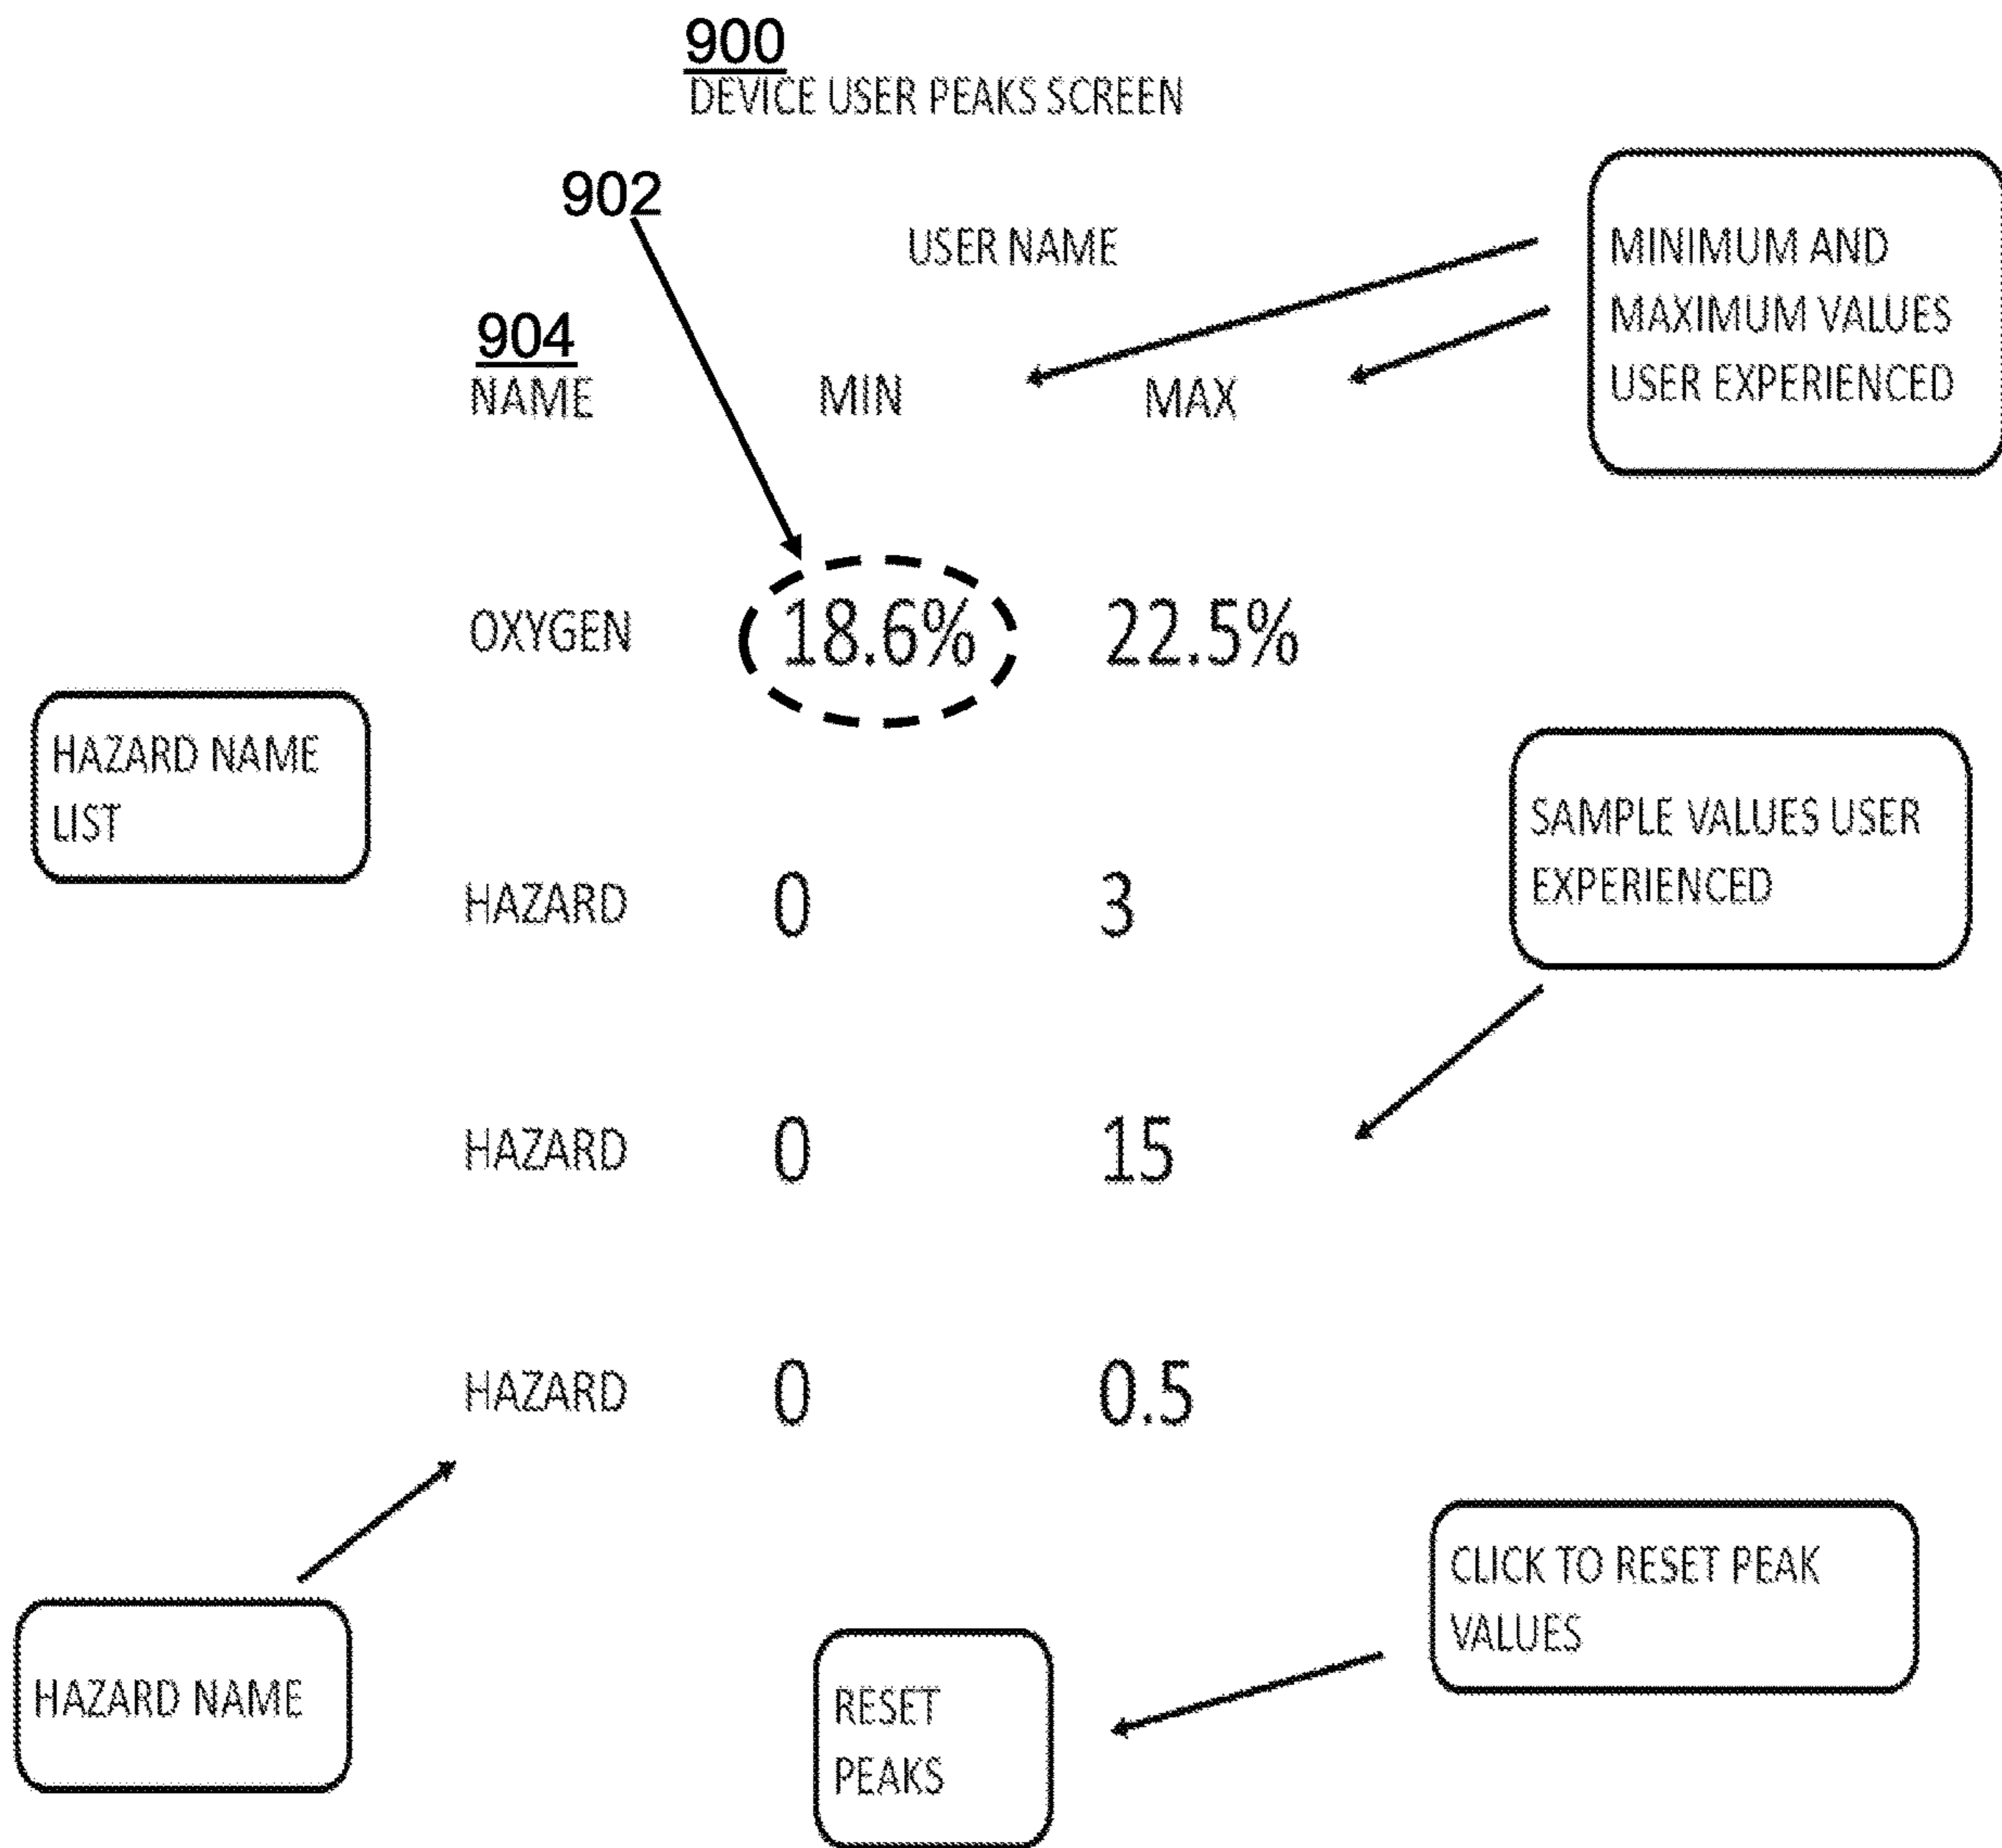 900
DEVICE USER PEAKS SCREEN
902
USER NAME
MINIMUM AND
MAXIMUM VALUES
USER EXPERIENCED
904
NAME MIN MAX
OXYGEN 18.6% 22.5%
HAZARD NAME
LIST
SAMPLE VALUES USER
EXPERIENCED
HAZARD 0 3
HAZARD 0 15
HAZARD 0 0.5
CLICK TO RESET PEAK
VALUES
HAZARD NAME
RESET
PEAKS